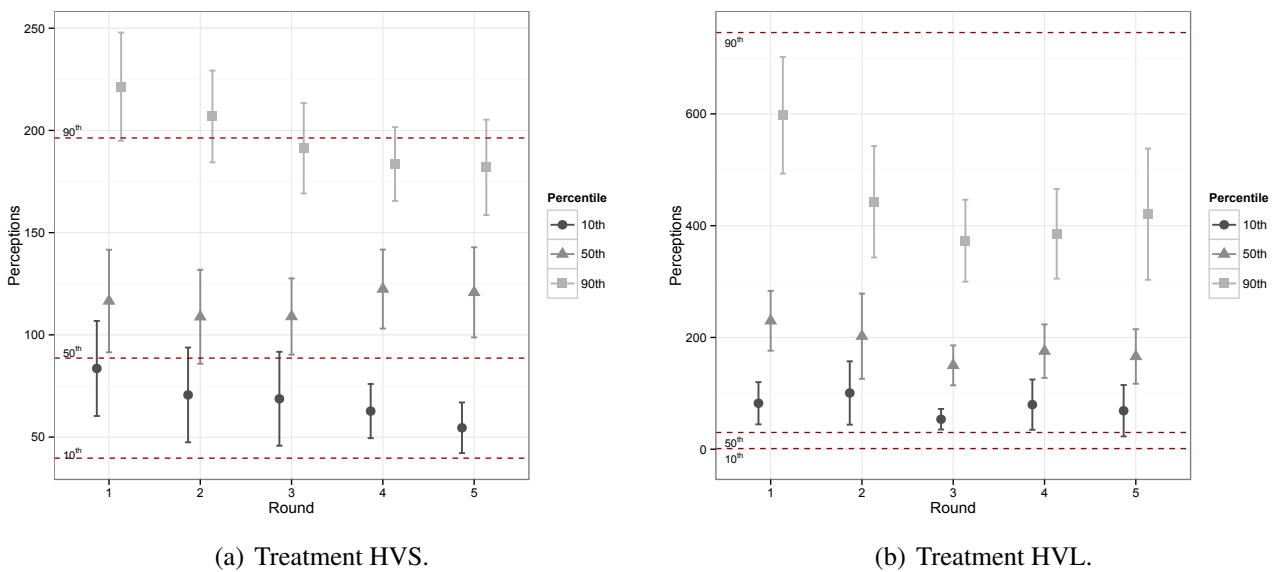 250
200
150
100
50
Perceptions
90th
50th
10th
1 2 3 4 5
Round
Percentile
10th
50th
90th
(a) Treatment HVS.
600
400
200
0
Perceptions
90th
50th
10th
1 2 3 4 5
Round
Percentile
10th
50th
90th
(b) Treatment HVL.